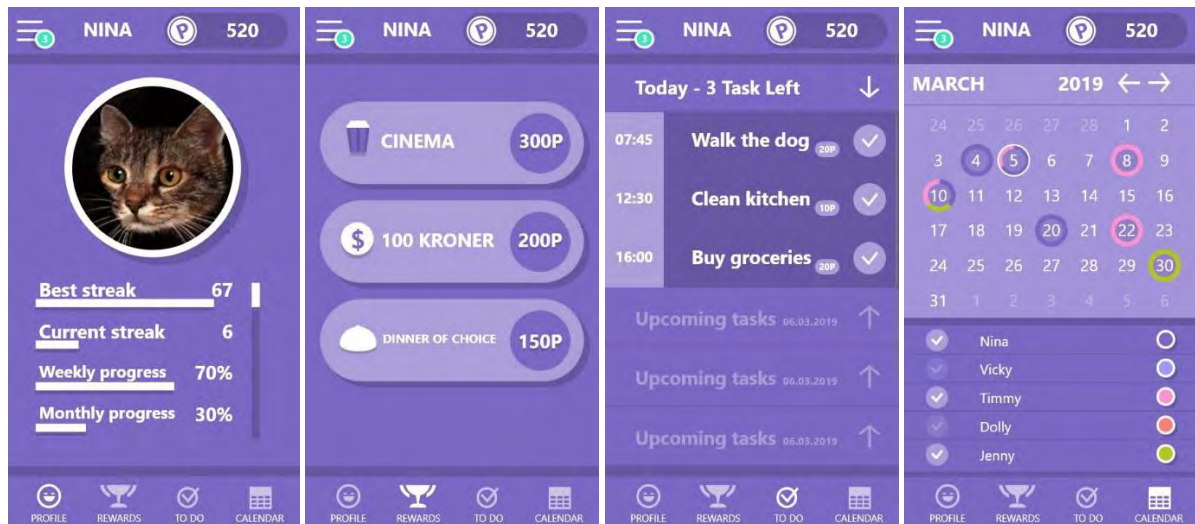 3 NINA P 520
Best streak 67
Current streak 6
Weekly progress 70%
Monthly progress 30%
PROFILE REWARDS TO DO CALENDAR
3 NINA P 520
CINEMA 300P
$ 100 KRONER 200P
DINNER OF CHOICE 150P
PROFILE REWARDS TO DO CALENDAR
3 NINA P 520
Today - 3 Task Left
07:45 Walk the dog 20P
12:30 Clean kitchen 10P
16:00 Buy groceries 20P
Upcoming tasks 06.03.2019
Upcoming tasks 06.03.2019
Upcoming tasks 06.03.2019
PROFILE REWARDS TO DO CALENDAR
3 NINA P 520
MARCH 2019
24 25 26 27 28 1 2
3 4 5 6 7 8 9
10 11 12 13 14 15 16
17 18 19 20 21 22 23
24 25 26 27 28 29 30
31 1 2 3 4 5 6
Nina
Vicky
Timmy
Dolly
Jenny
PROFILE REWARDS TO DO CALENDAR